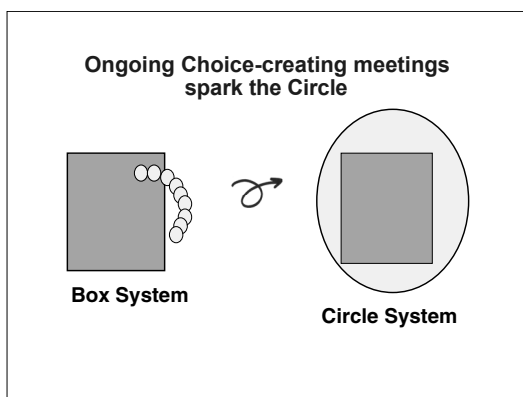 Ongoing Choice-creating meetings
spark the Circle
Box System
Circle System